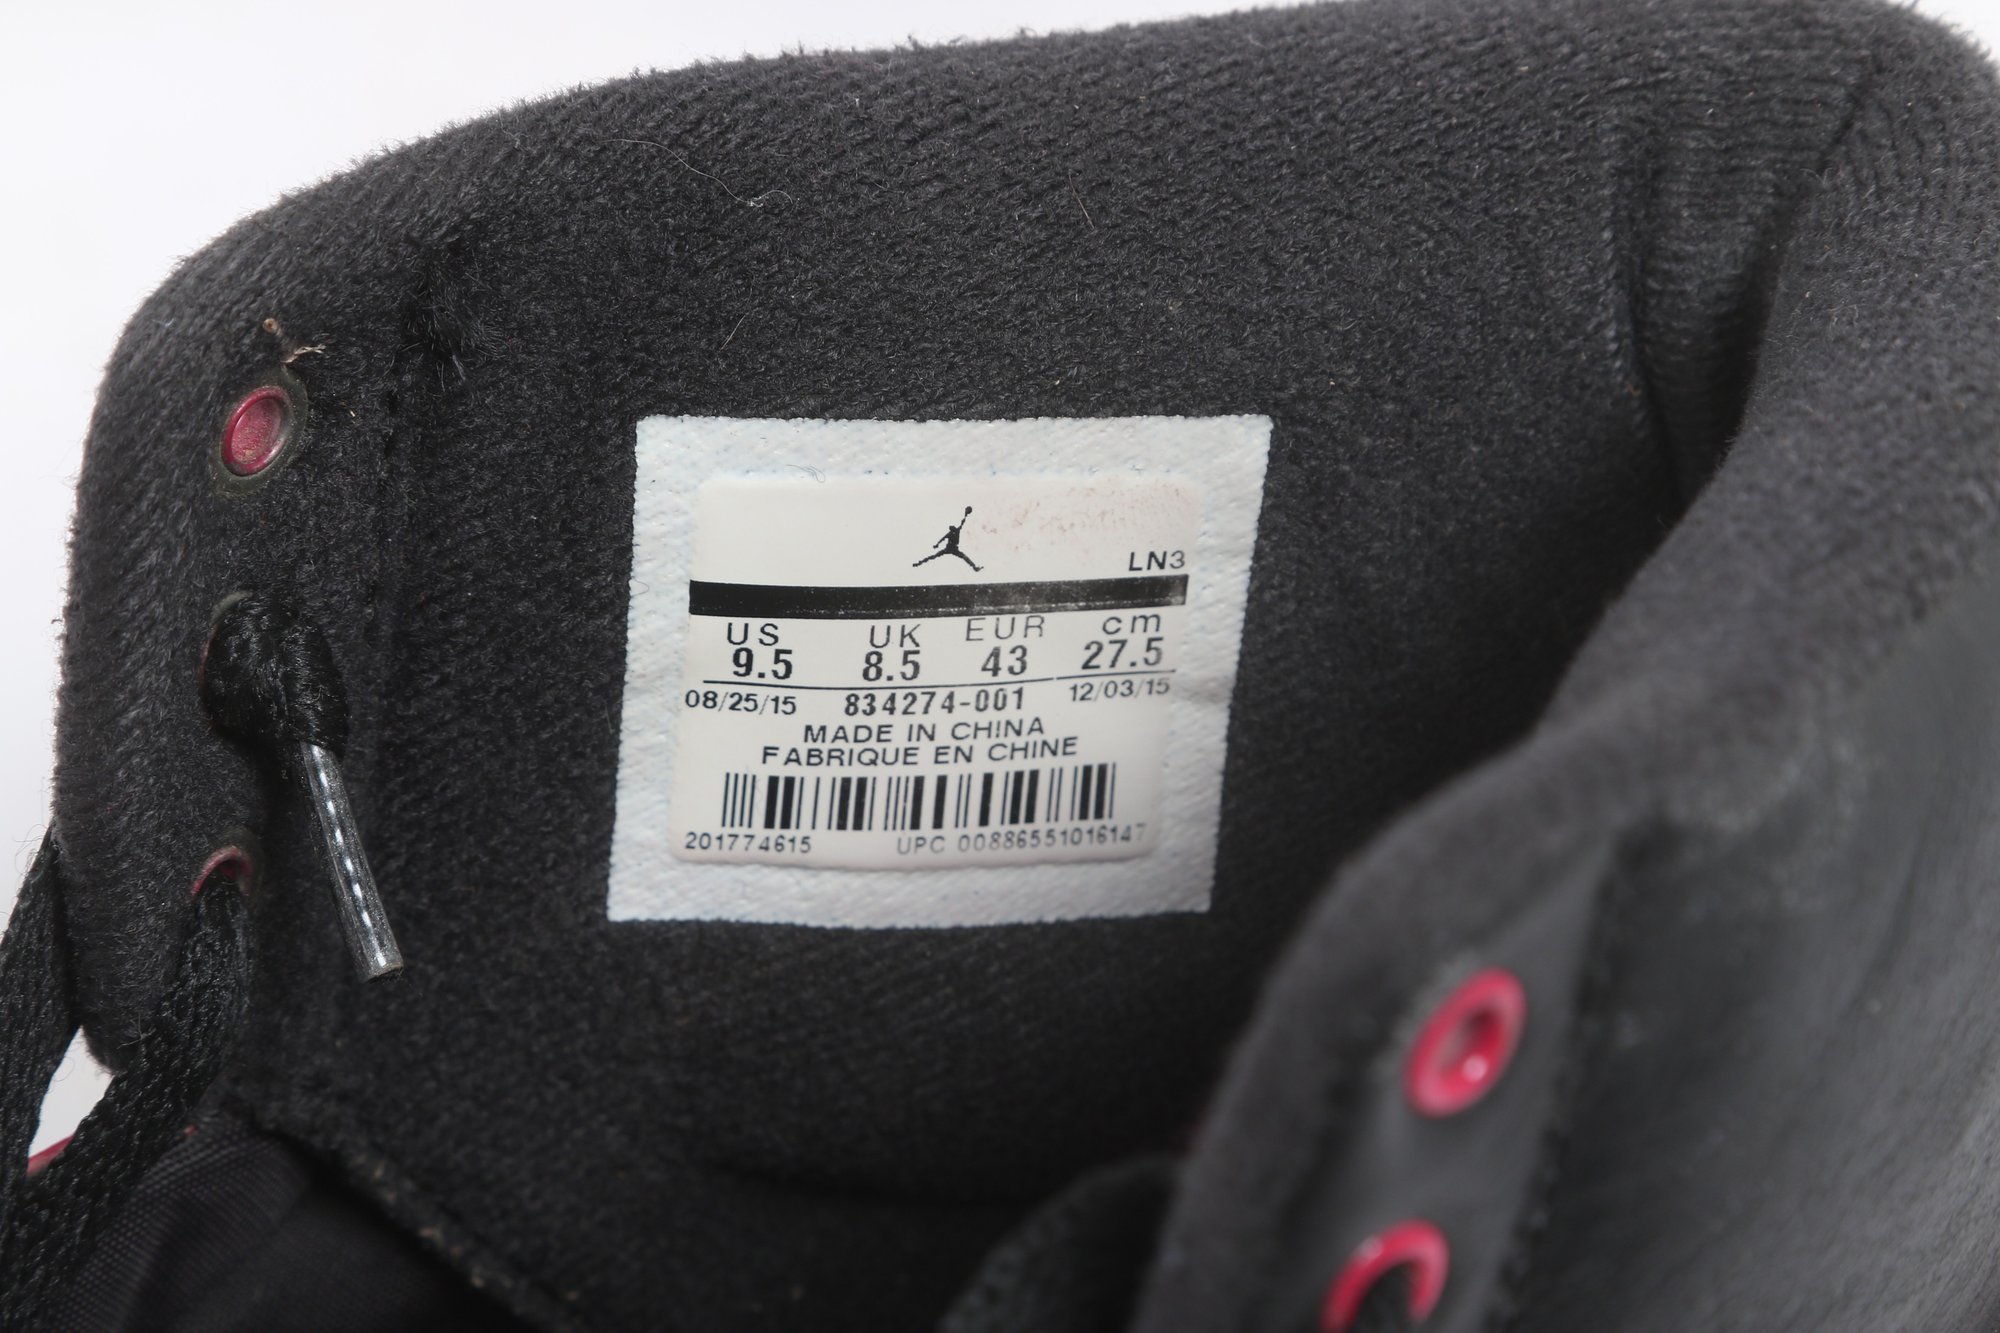 LN3
US UK EUR cm
9.5 8.5 43 27.5
08/25/15 834274-001 12/03/15
MADE IN CHINA
FABRIQUE EN CHINE
201774615 UPC 00886551016147